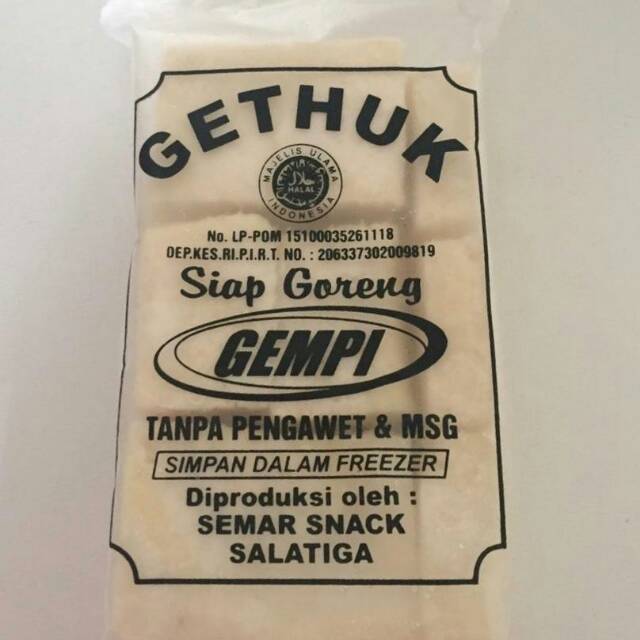 GETHUK
MAJELIS ULAMA
حلال
HALAL
INDONESIA
No. LP-POM 15100035261118
DEP.KES.RI.P.I.R.T. NO. : 206337302009819
Siap Goreng
GEMPI
TANPA PENGAWET & MSG
SIMPAN DALAM FREEZER
Diproduksi oleh :
SEMAR SNACK
SALATIGA